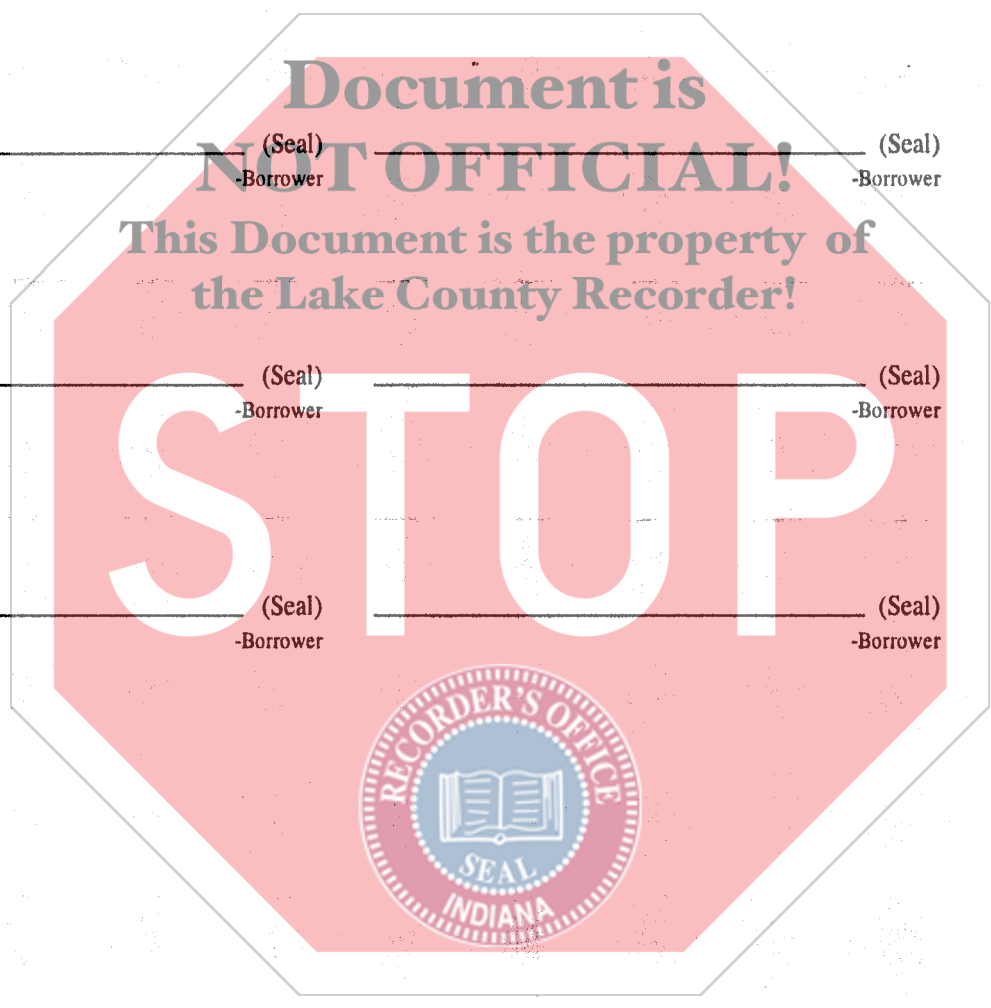 Document is
(Seal) (Seal)
NOT OFFICIAL!
-Borrower -Borrower
This Document is the property of
the Lake County Recorder!
(Seal) (Seal)
-Borrower -Borrower
STOP
(Seal) (Seal)
-Borrower -Borrower
RECORDER'S OFFICE
SEAL
INDIANA